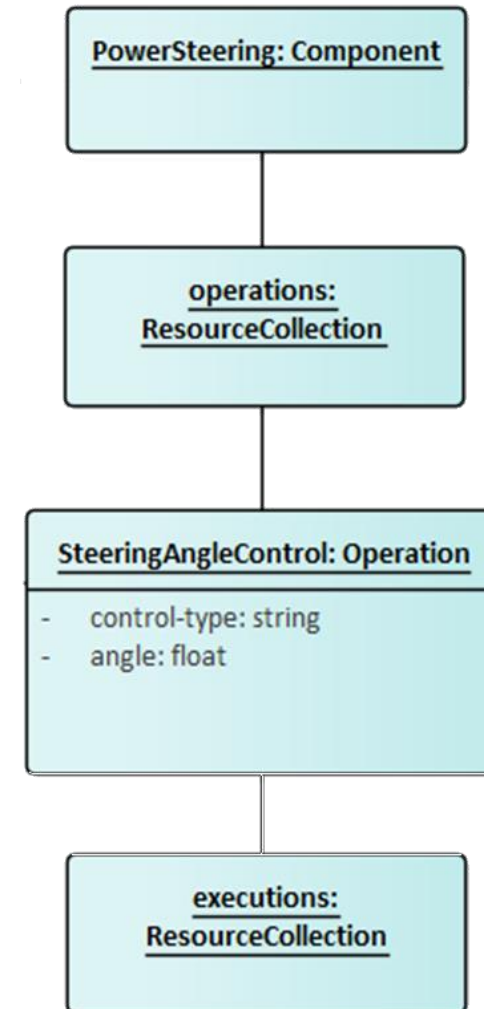 PowerSteering: Component
operations:
ResourceCollection
SteeringAngleControl: Operation
- control-type: string
- angle: float
executions:
ResourceCollection